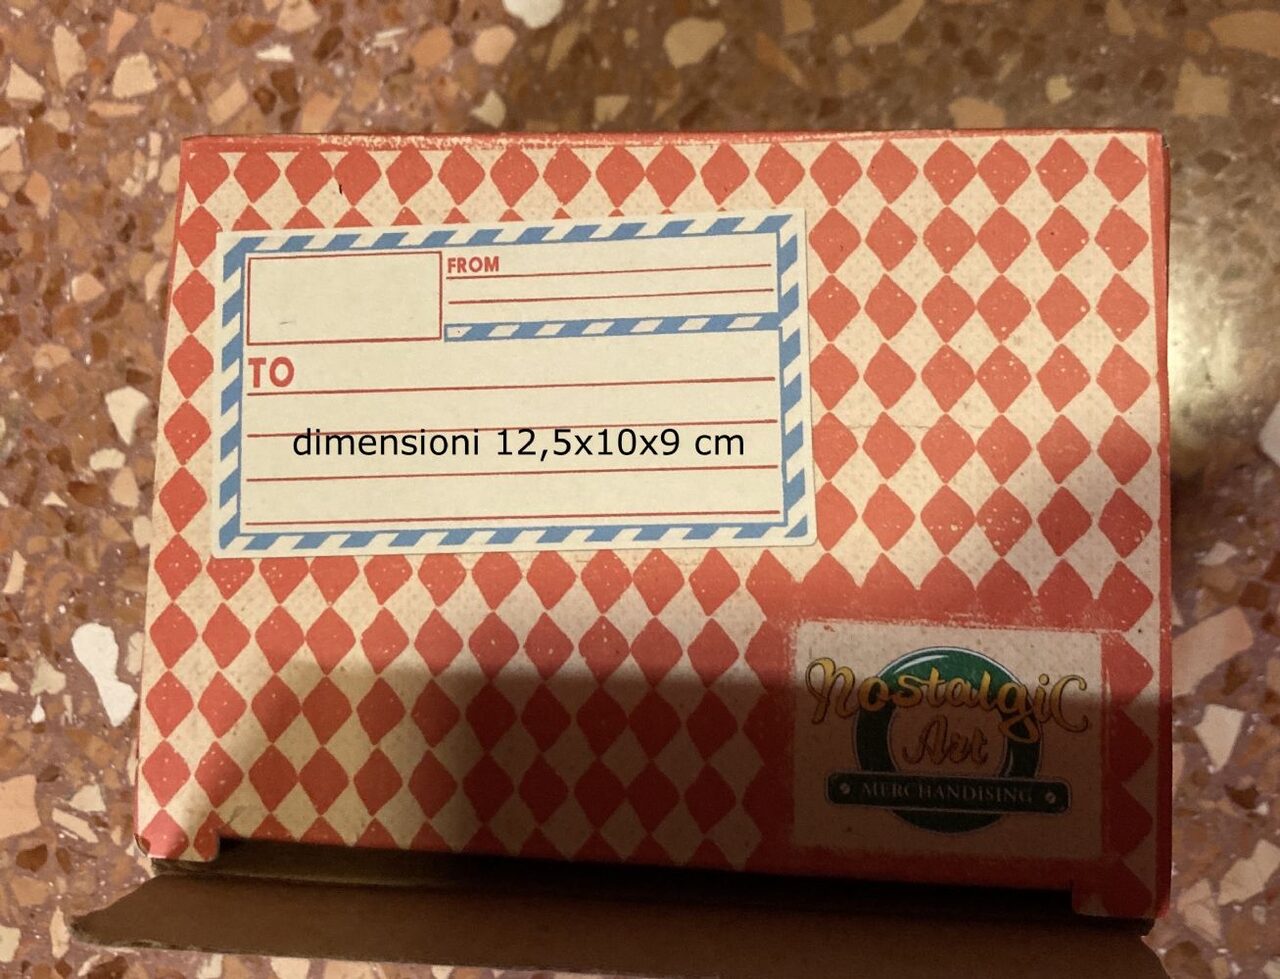 FROM
TO
dimensioni 12,5x10x9 cm
Nostalgic
Art
MERCHANDISING